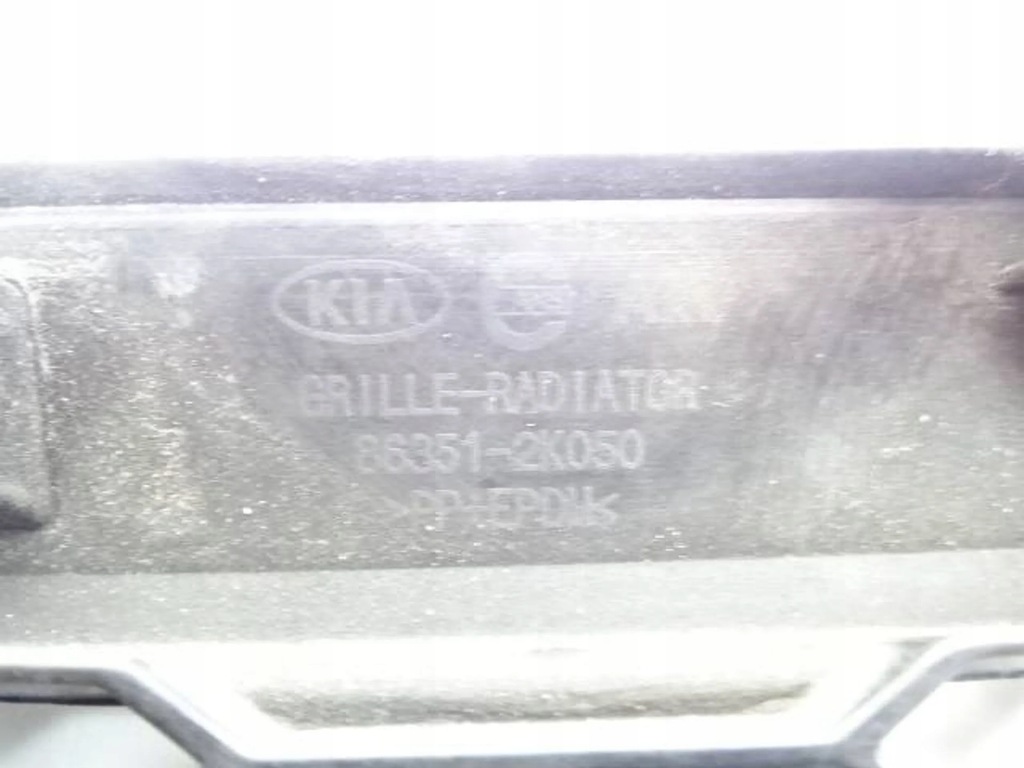 KIA
GRILLE-RADIATOR
86351-2K050
>PP+EPDM<